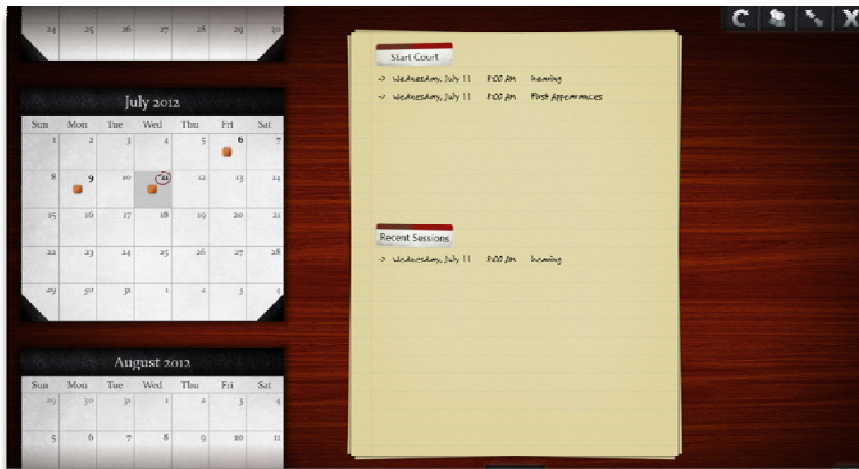 24 25 26 27 28 29 30
July 2012
Sun Mon Tue Wed Thu Fri Sat
1 2 3 4 5 6 7
8 9 10 11 12 13 14
15 16 17 18 19 20 21
22 23 24 25 26 27 28
29 30 31 1 2 3 4
August 2012
Sun Mon Tue Wed Thu Fri Sat
29 30 31 1 2 3 4
5 6 7 8 9 10 11
Start Court
-> Wednesday, July 11 8:00 Am hearing
-> Wednesday, July 11 8:00 Am First Appearances
Recent Sessions
-> Wednesday, July 11 8:00 Am hearing